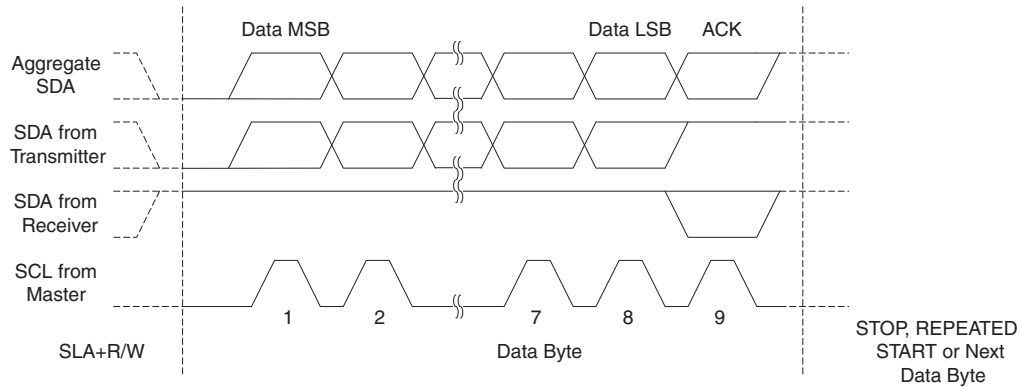 Data MSB
Data LSB
ACK
Aggregate
SDA
SDA from
Transmitter
SDA from
Receiver
SCL from
Master
1
2
7
8
9
SLA+R/W
Data Byte
STOP, REPEATED
START or Next
Data Byte